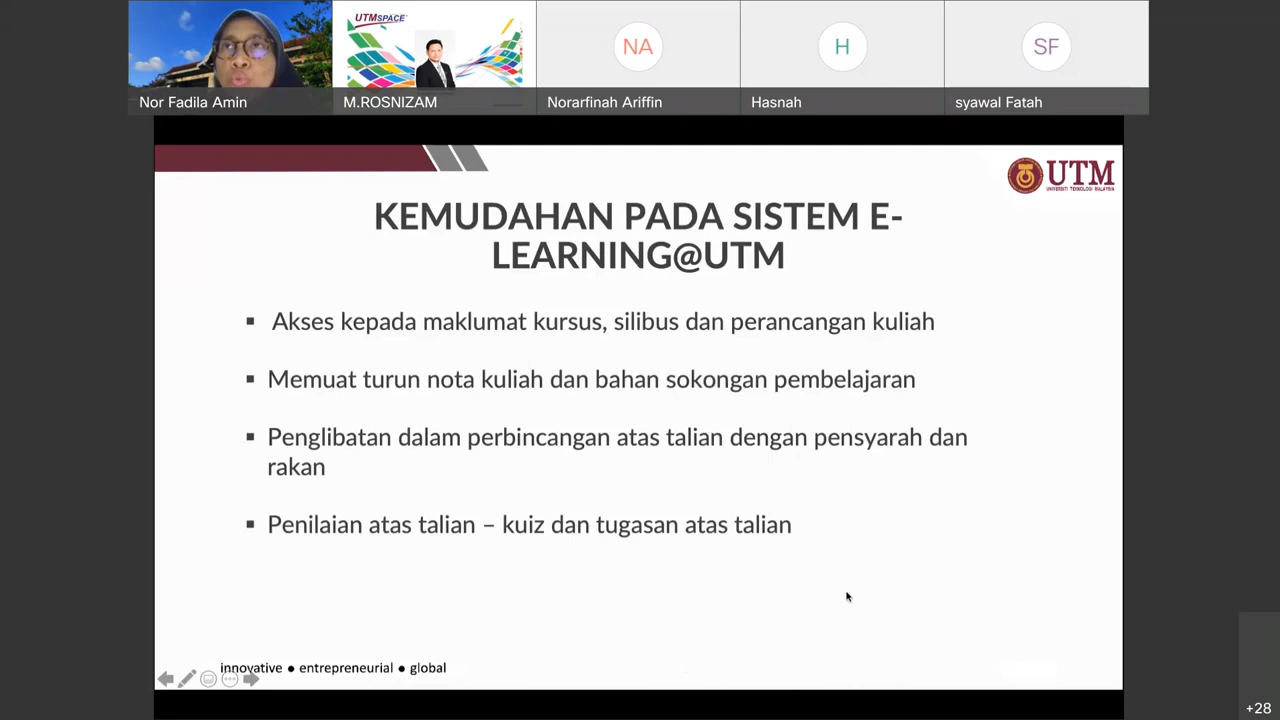 UTMSPACE
Nor Fadila Amin
M.ROSNIZAM
NA
Norarfinah Ariffin
H
Hasnah
SF
syawal Fatah
UTM
UNIVERSITI TEKNOLOGI MALAYSIA
KEMUDAHAN PADA SISTEM E-
LEARNING@UTM
▪ Akses kepada maklumat kursus, silibus dan perancangan kuliah
▪ Memuat turun nota kuliah dan bahan sokongan pembelajaran
▪ Penglibatan dalam perbincangan atas talian dengan pensyarah dan
rakan
▪ Penilaian atas talian – kuiz dan tugasan atas talian
innovative ● entrepreneurial ● global
+28